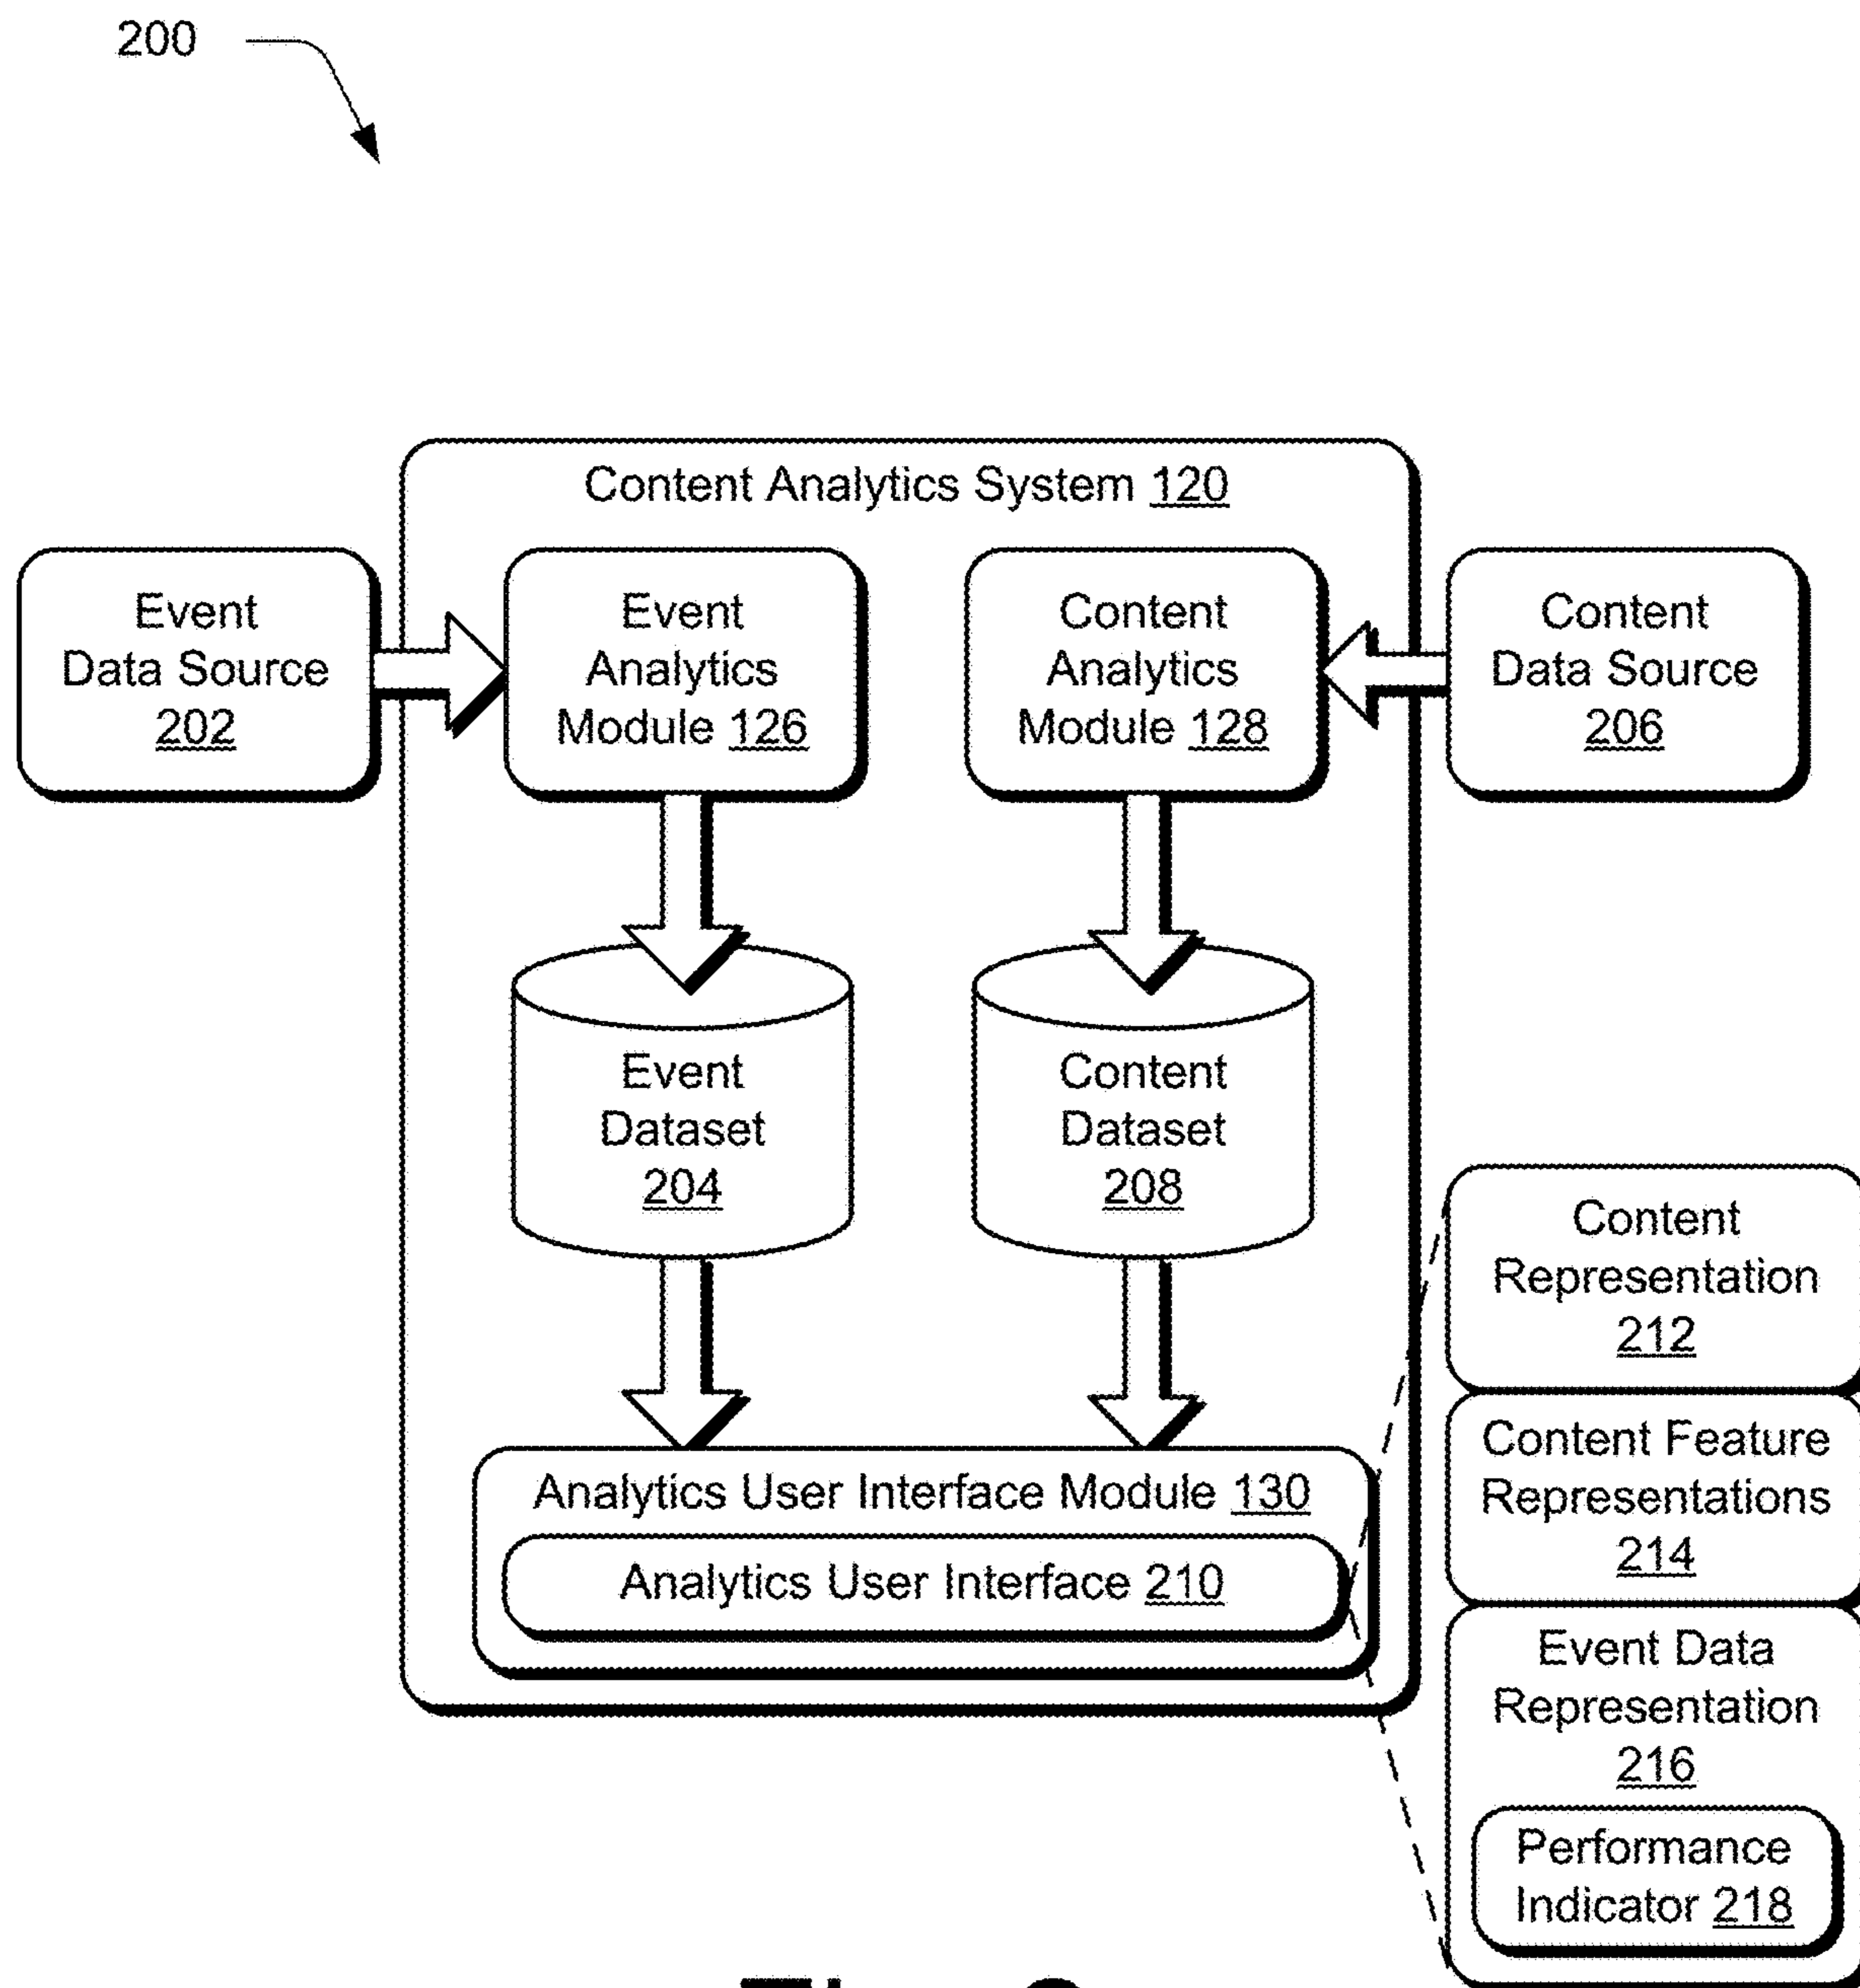 200
Content Analytics System 120
Event
Data Source
202
Event
Analytics
Module 126
Content
Analytics
Module 128
Content
Data Source
206
Event
Dataset
204
Content
Dataset
208
Analytics User Interface Module 130
Analytics User Interface 210
Content
Representation
212
Content Feature
Representations
214
Event Data
Representation
216
Performance
Indicator 218